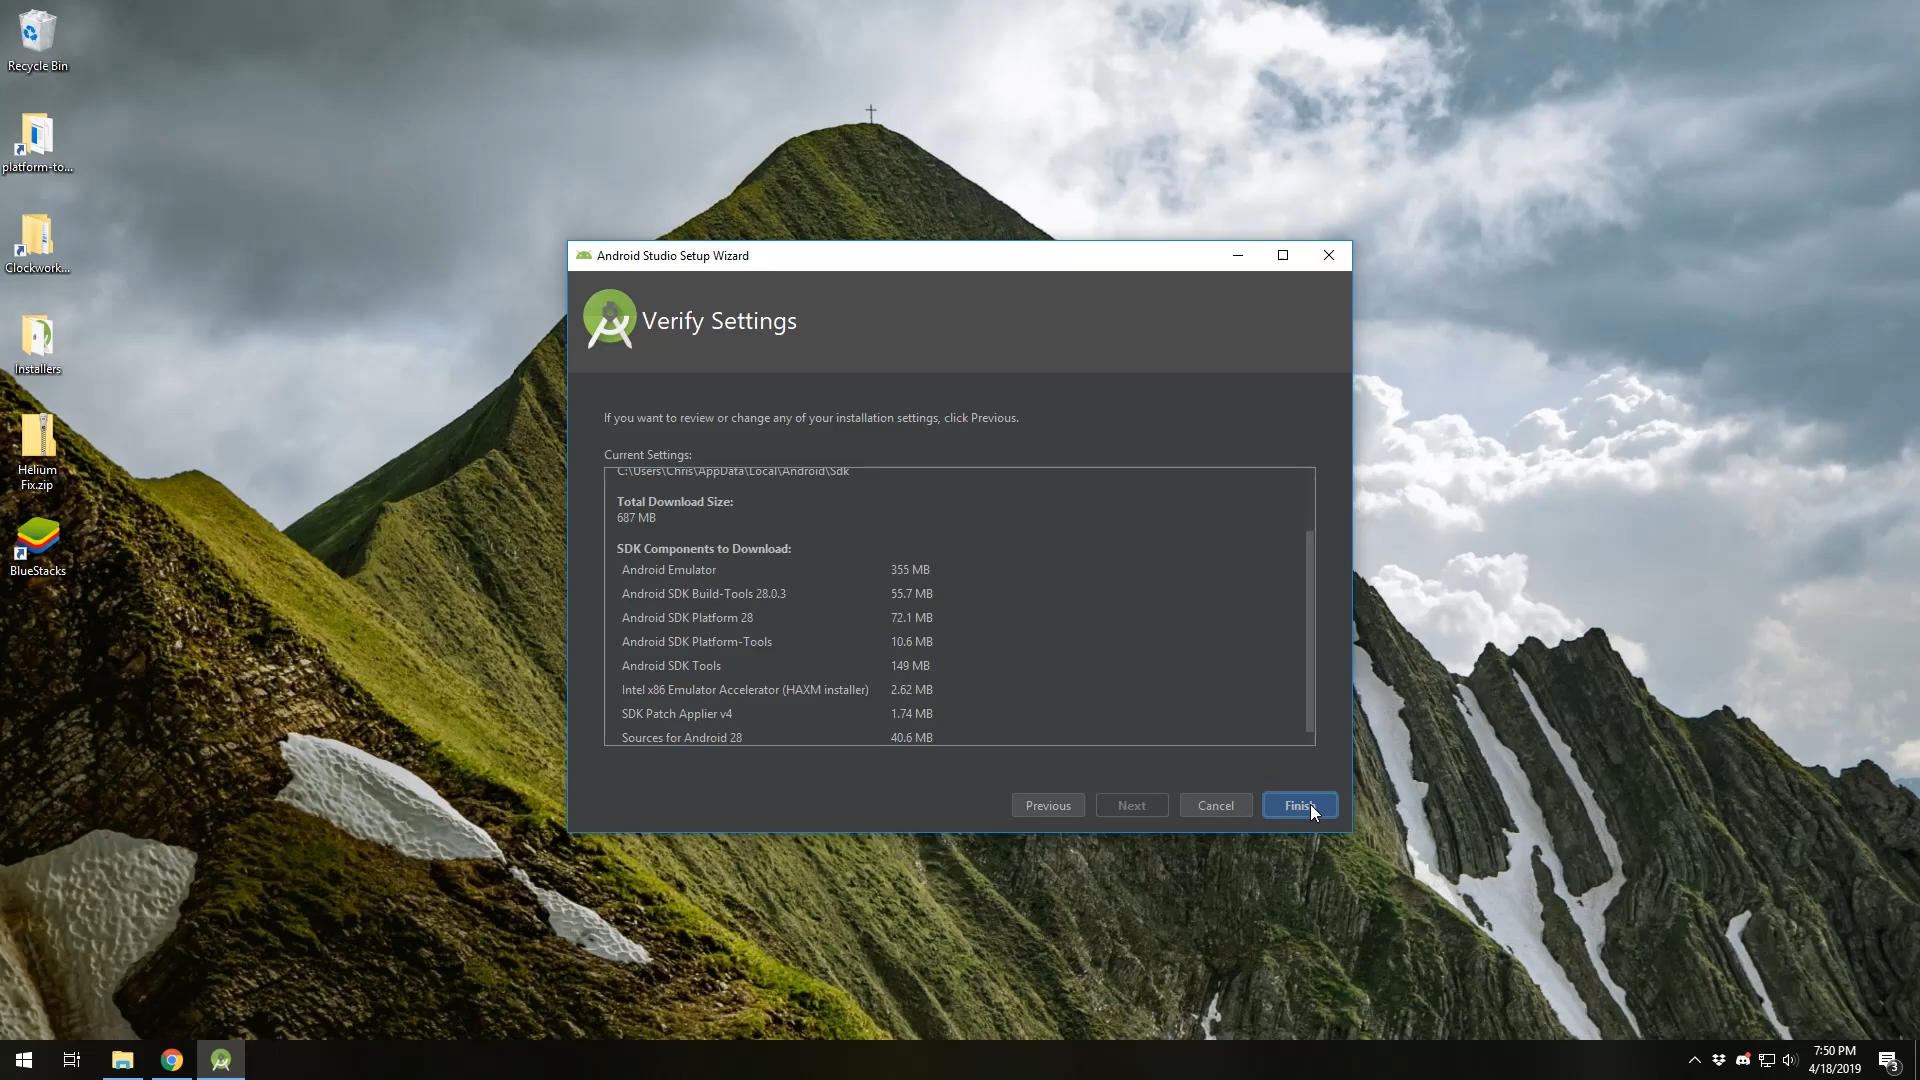 Recycle Bin
platform-to...
Clockwork...
Installers
Helium
Fix.zip
BlueStacks
Android Studio Setup Wizard
Verify Settings
If you want to review or change any of your installation settings, click Previous.
Current Settings:
C:\Users\Chris\AppData\Local\Android\Sdk
Total Download Size:
687 MB
SDK Components to Download:
Android Emulator 355 MB
Android SDK Build-Tools 28.0.3 55.7 MB
Android SDK Platform 28 72.1 MB
Android SDK Platform-Tools 10.6 MB
Android SDK Tools 149 MB
Intel x86 Emulator Accelerator (HAXM installer) 2.62 MB
SDK Patch Applier v4 1.74 MB
Sources for Android 28 40.6 MB
Previous Next Cancel Finish
7:50 PM
4/18/2019
3